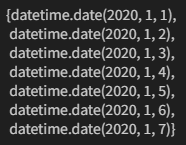 {datetime.date(2020, 1, 1),
datetime.date(2020, 1, 2),
datetime.date(2020, 1, 3),
datetime.date(2020, 1, 4),
datetime.date(2020, 1, 5),
datetime.date(2020, 1, 6),
datetime.date(2020, 1, 7)}